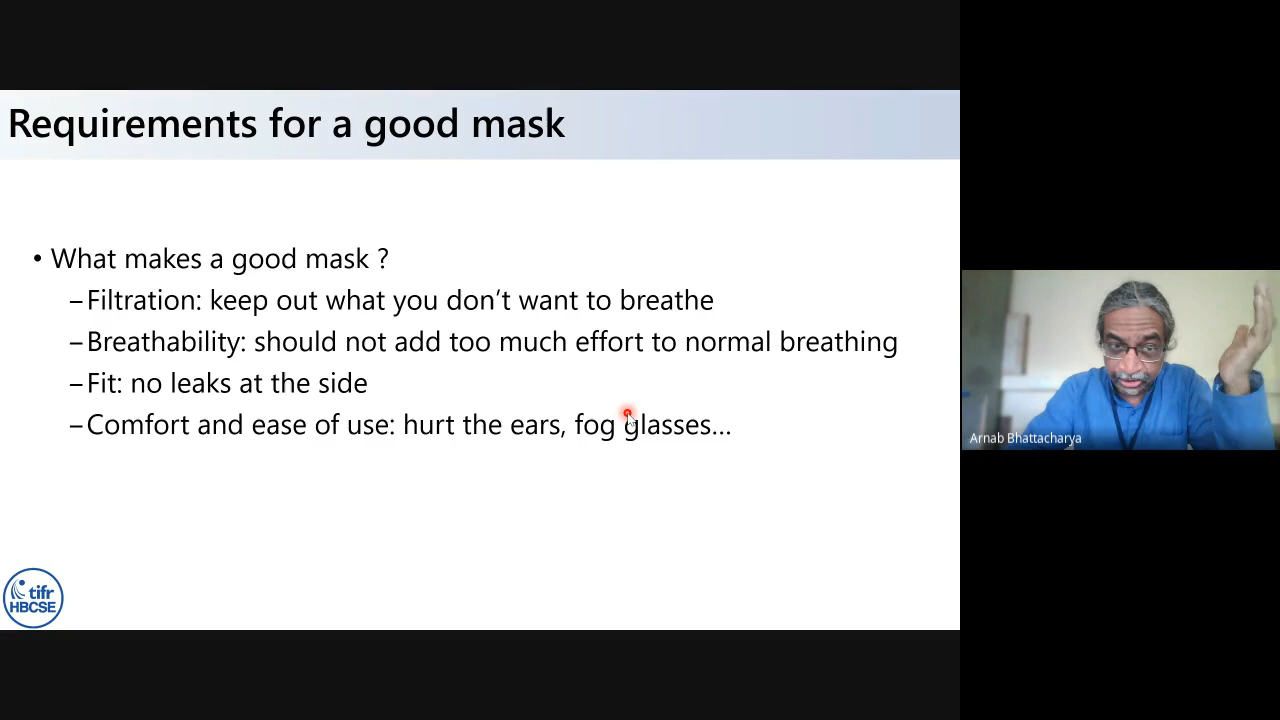 Requirements for a good mask
• What makes a good mask ?
–Filtration: keep out what you don’t want to breathe
–Breathability: should not add too much effort to normal breathing
–Fit: no leaks at the side
–Comfort and ease of use: hurt the ears, fog glasses...
Arnab Bhattacharya
tifr
HBCSE